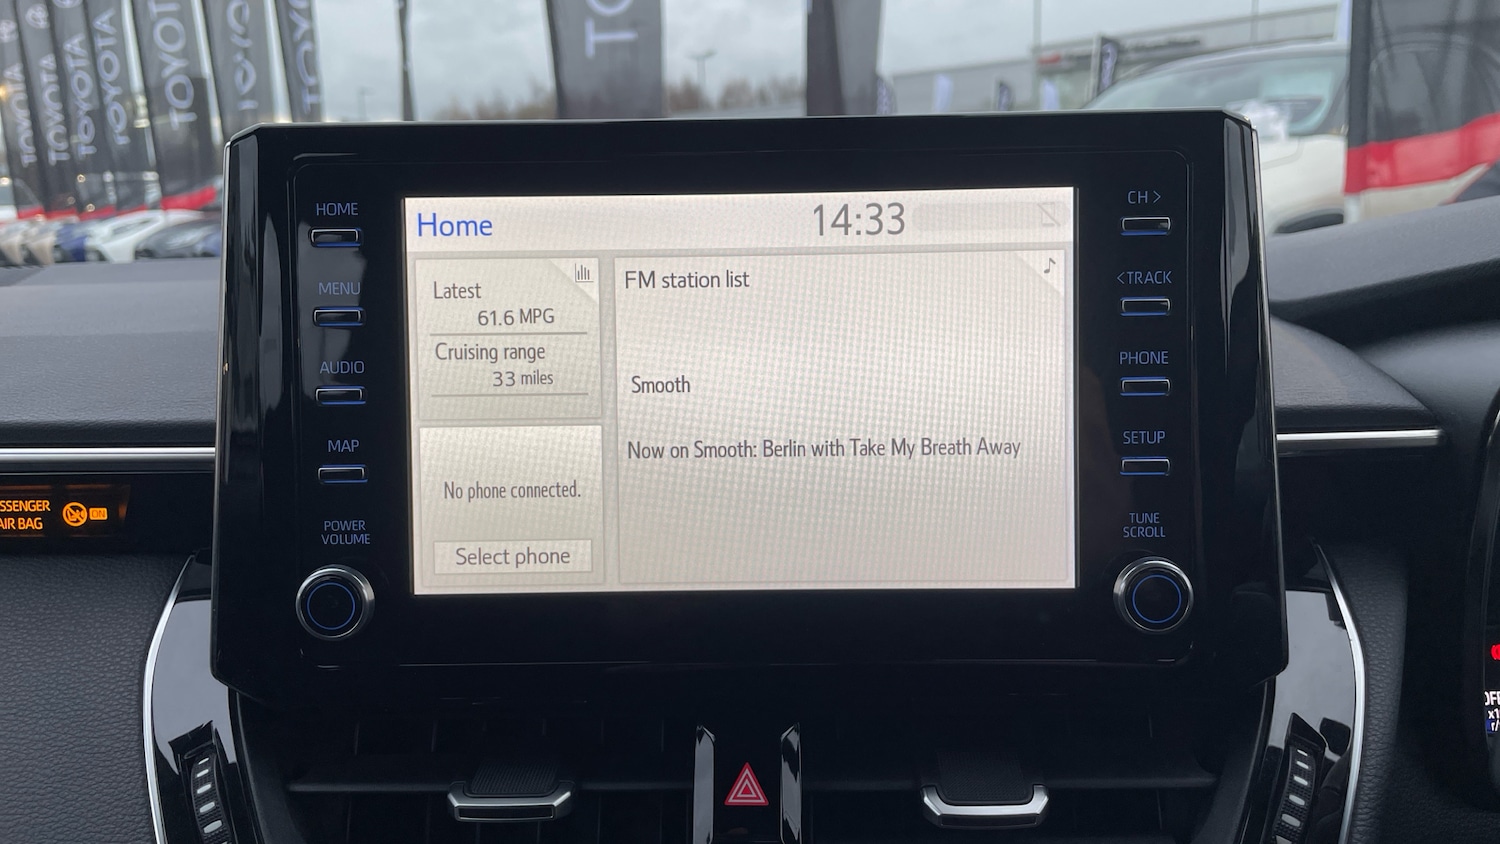 TOYOTA
TOYOTA
TOYOTA
TOYOTA
TOYOTA
HOME
MENU
AUDIO
MAP
POWER
VOLUME
Home
14:33
Latest
61.6 MPG
Cruising range
33 miles
No phone connected.
Select phone
FM station list
Smooth
Now on Smooth: Berlin with Take My Breath Away
CH >
<TRACK
PHONE
SETUP
TUNE
SCROLL
AIR BAG
ON